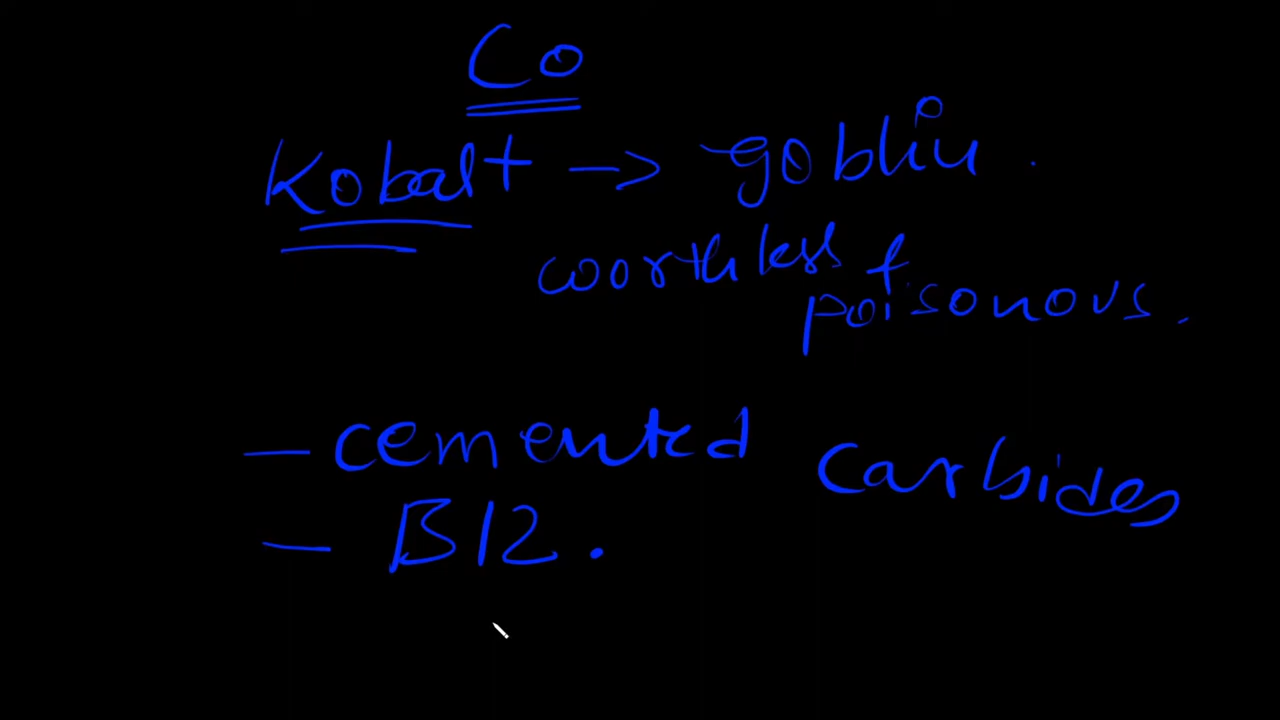 Co
Kobalt → goblin.
worthless &
poisonous.
- cemented carbides
- B12.